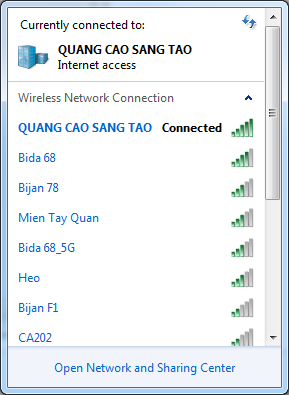 Currently connected to:
QUANG CAO SANG TAO
Internet access
Wireless Network Connection
QUANG CAO SANG TAO Connected
Bida 68
Bijan 78
Mien Tay Quan
Bida 68_5G
Heo
Bijan F1
CA202
Open Network and Sharing Center